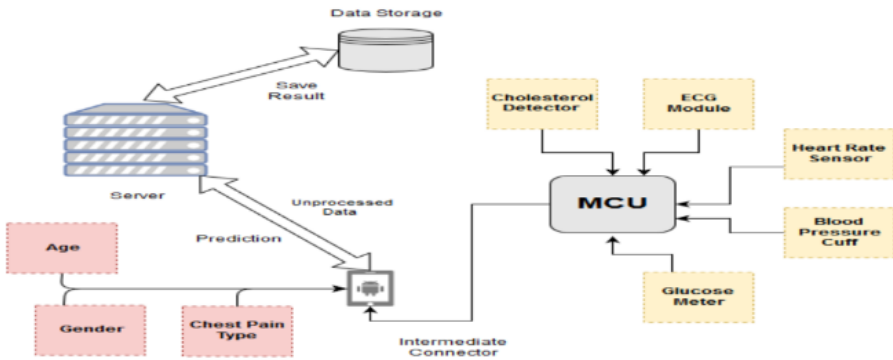 Data Storage
Save
Result
Server
Unprocessed
Data
Prediction
Age
Gender
Chest Pain
Type
Intermediate
Connector
Cholesterol
Detector
ECG
Module
Heart Rate
Sensor
MCU
Blood
Pressure
Cuff
Glucose
Meter